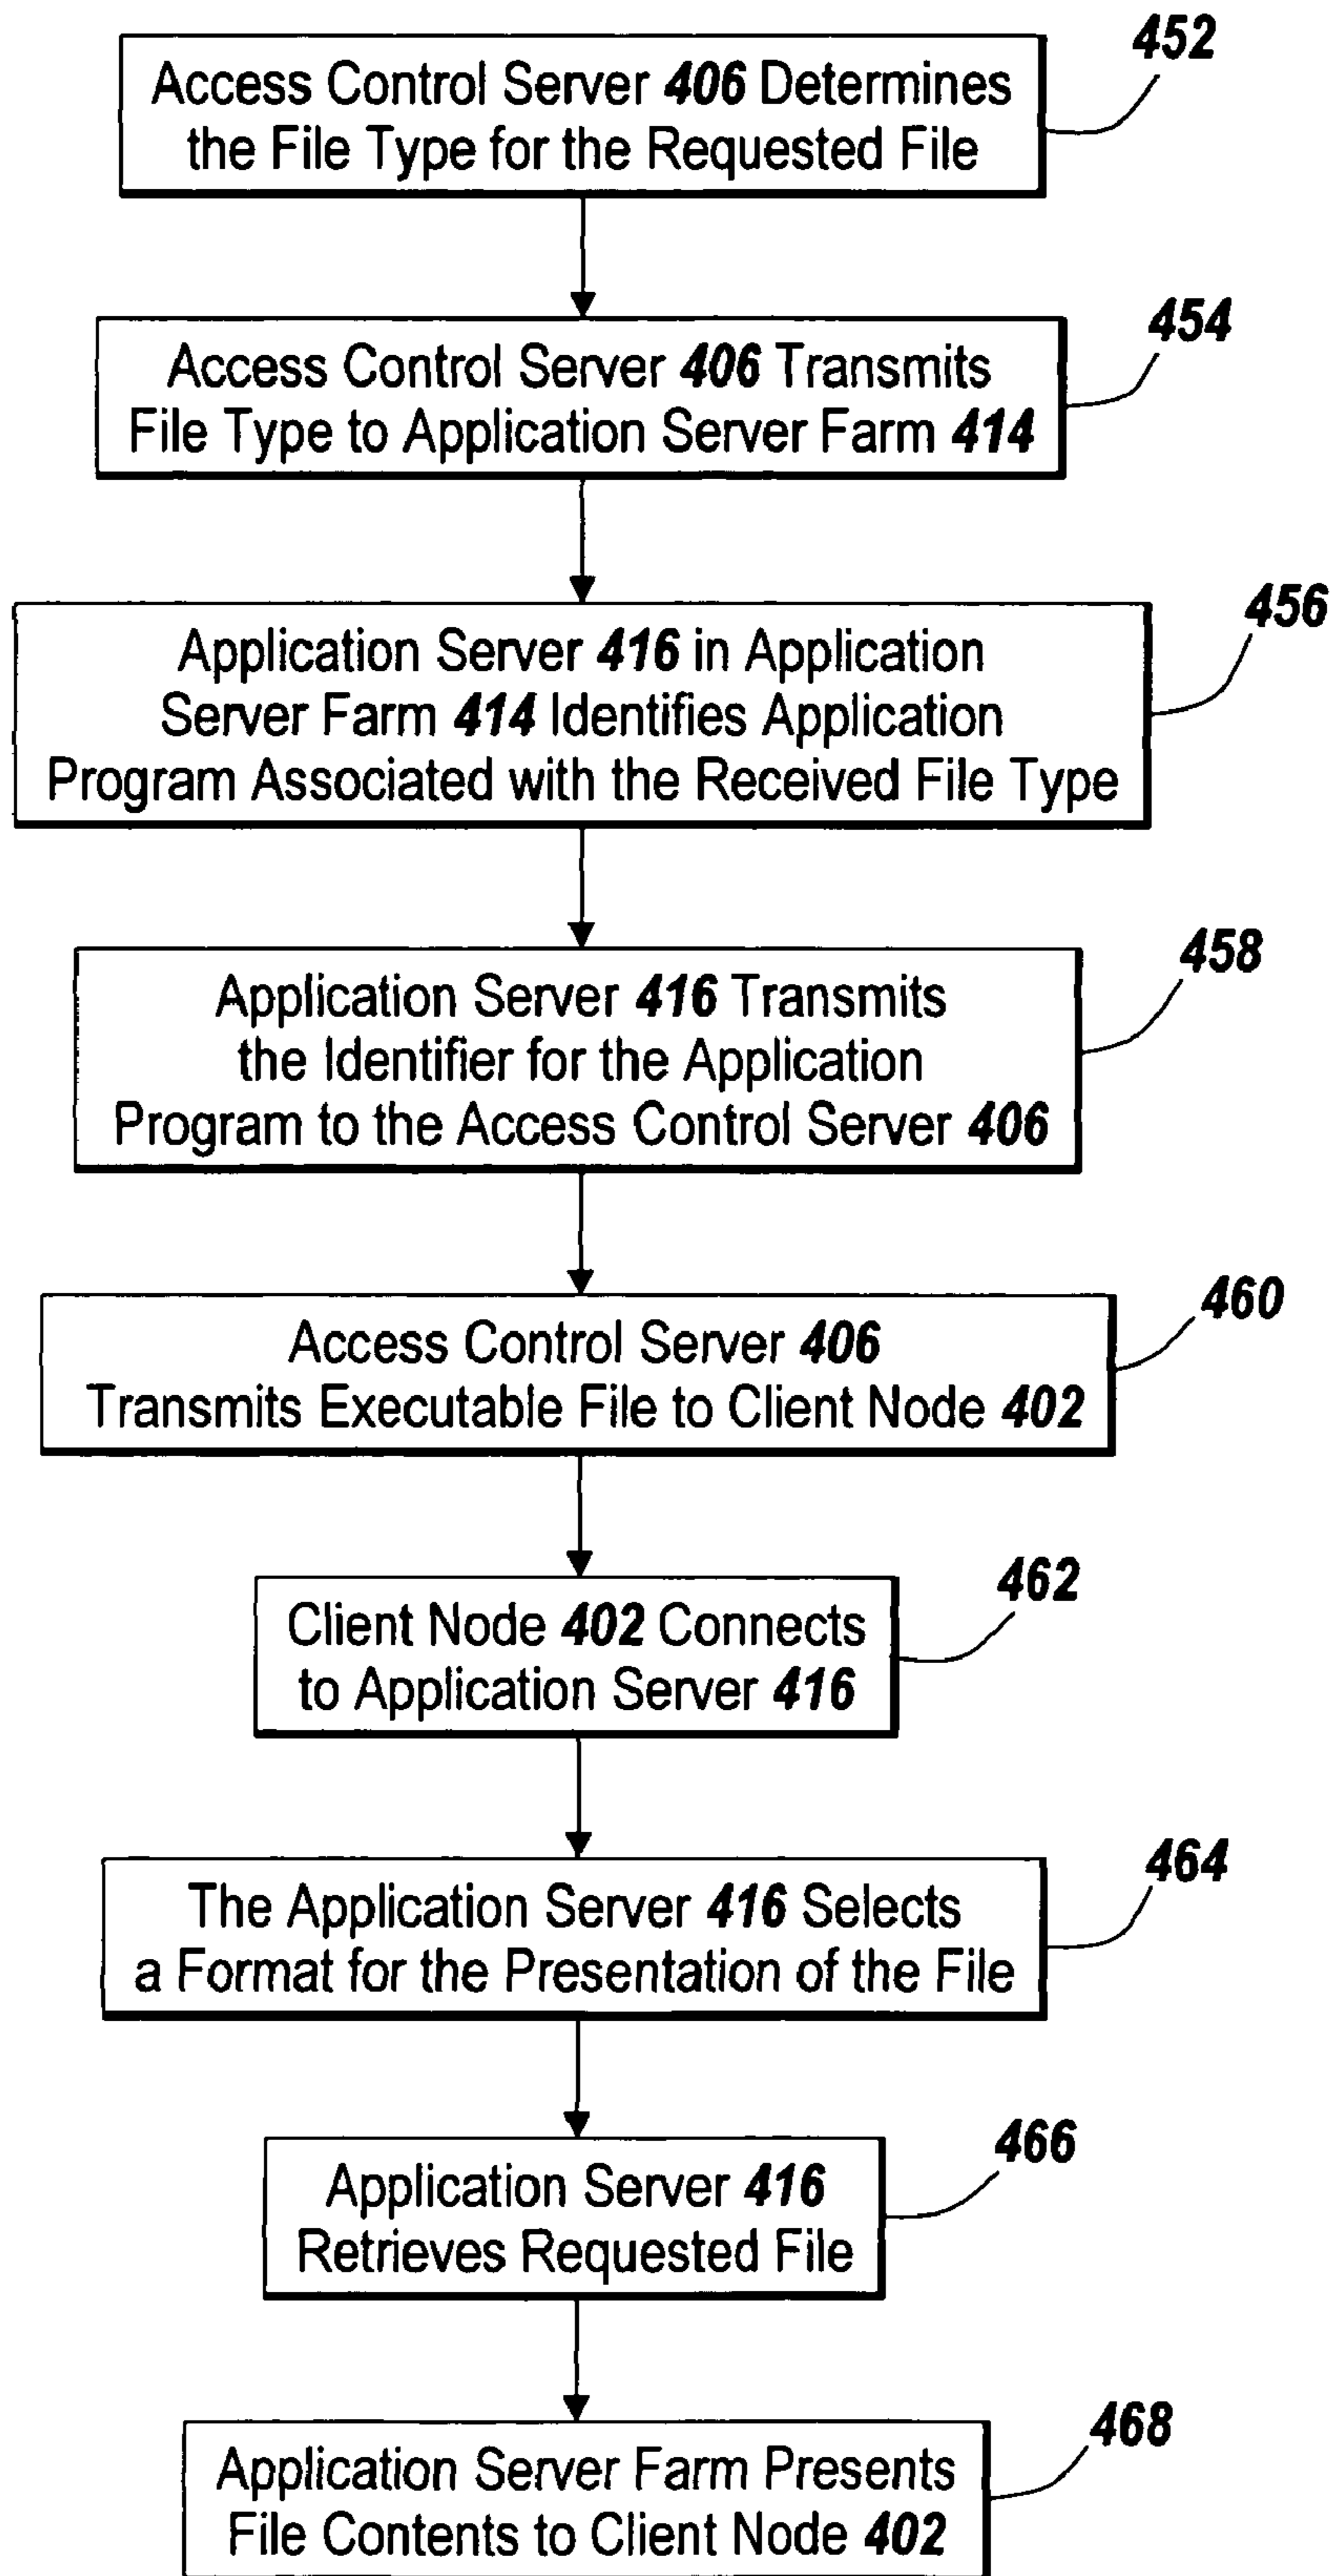 452
Access Control Server 406 Determines
the File Type for the Requested File
454
Access Control Server 406 Transmits
File Type to Application Server Farm 414
456
Application Server 416 in Application
Server Farm 414 Identifies Application
Program Associated with the Received File Type
458
Application Server 416 Transmits
the Identifier for the Application
Program to the Access Control Server 406
460
Access Control Server 406
Transmits Executable File to Client Node 402
462
Client Node 402 Connects
to Application Server 416
464
The Application Server 416 Selects
a Format for the Presentation of the File
466
Application Server 416
Retrieves Requested File
468
Application Server Farm Presents
File Contents to Client Node 402